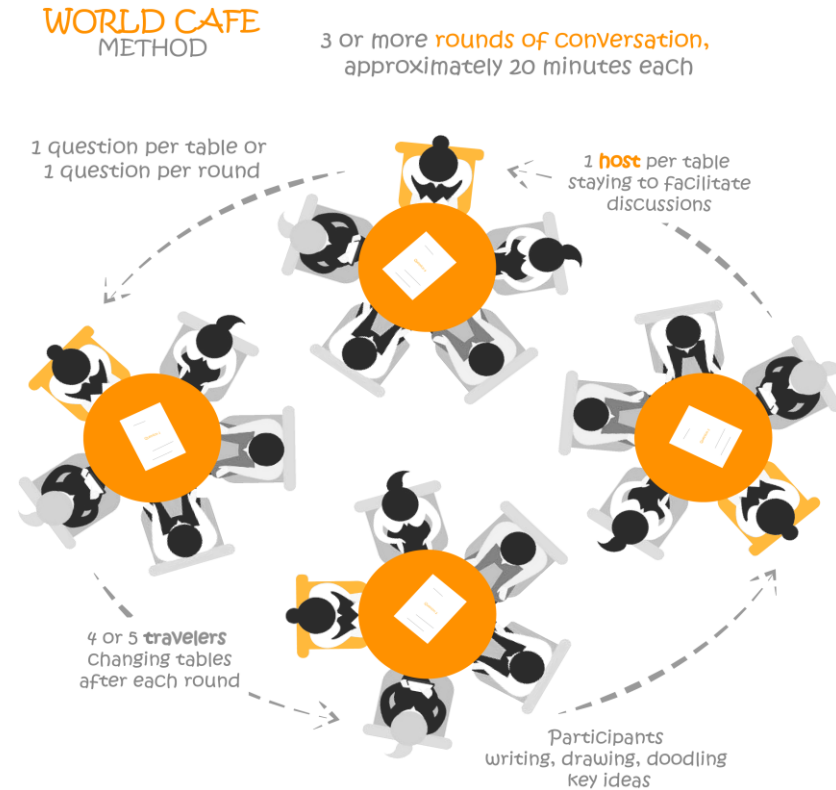 WORLD CAFE
METHOD
3 or more rounds of conversation,
approximately 20 minutes each
1 question per table or
1 question per round
1 host per table
staying to facilitate
discussions
4 or 5 travelers
changing tables
after each round
Participants
writing, drawing, doodling
key ideas